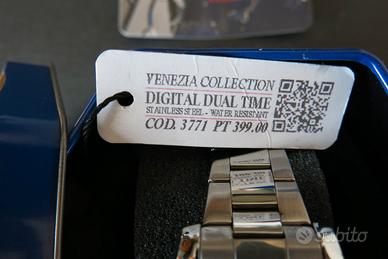 VENEZIA COLLECTION
DIGITAL DUAL TIME
STAINLESS STEEL - WATER RESISTANT
COD. 3771 PT 399.00
Subito